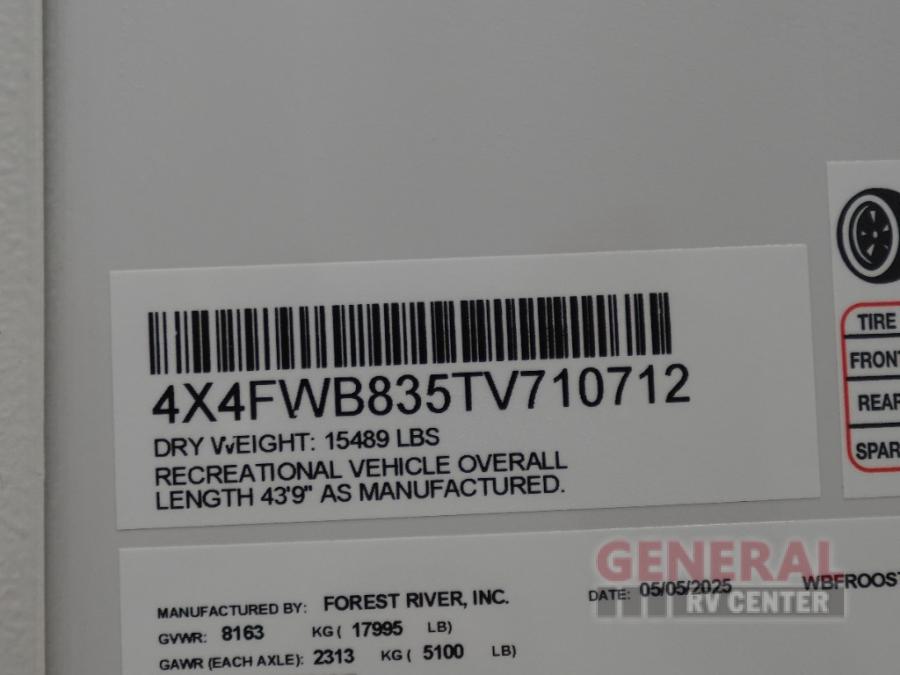 4X4FWB835TV710712
DRY WEIGHT: 15489 LBS
RECREATIONAL VEHICLE OVERALL
LENGTH 43'9" AS MANUFACTURED.
TIRE
FRONT
REAR
SPAR
GENERAL
RV CENTER
MANUFACTURED BY: FOREST RIVER, INC. DATE: 05/05/2025 WBFROOST
GVWR: 8163 KG ( 17995 LB)
GAWR (EACH AXLE): 2313 KG ( 5100 LB)